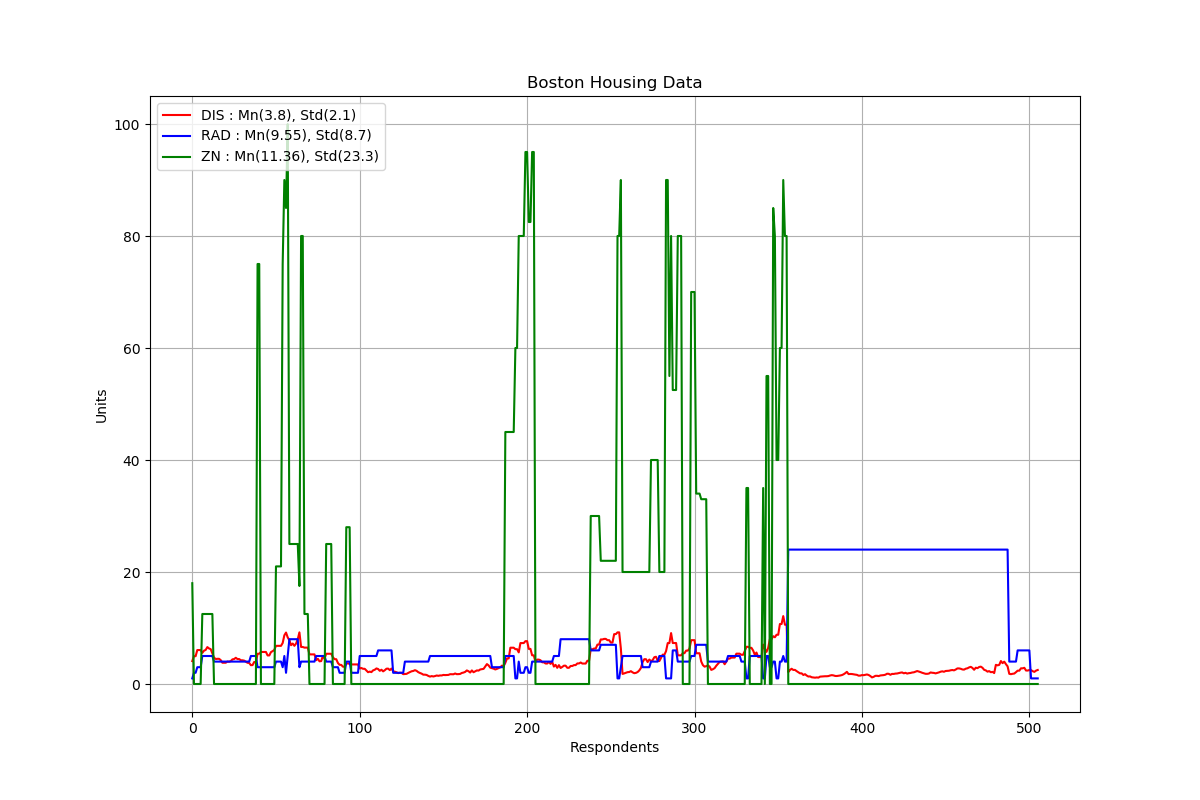 Boston Housing Data
DIS : Mn(3.8), Std(2.1)
RAD : Mn(9.55), Std(8.7)
ZN : Mn(11.36), Std(23.3)
100
80
60
40
20
0
Units
0 100 200 300 400 500
Respondents